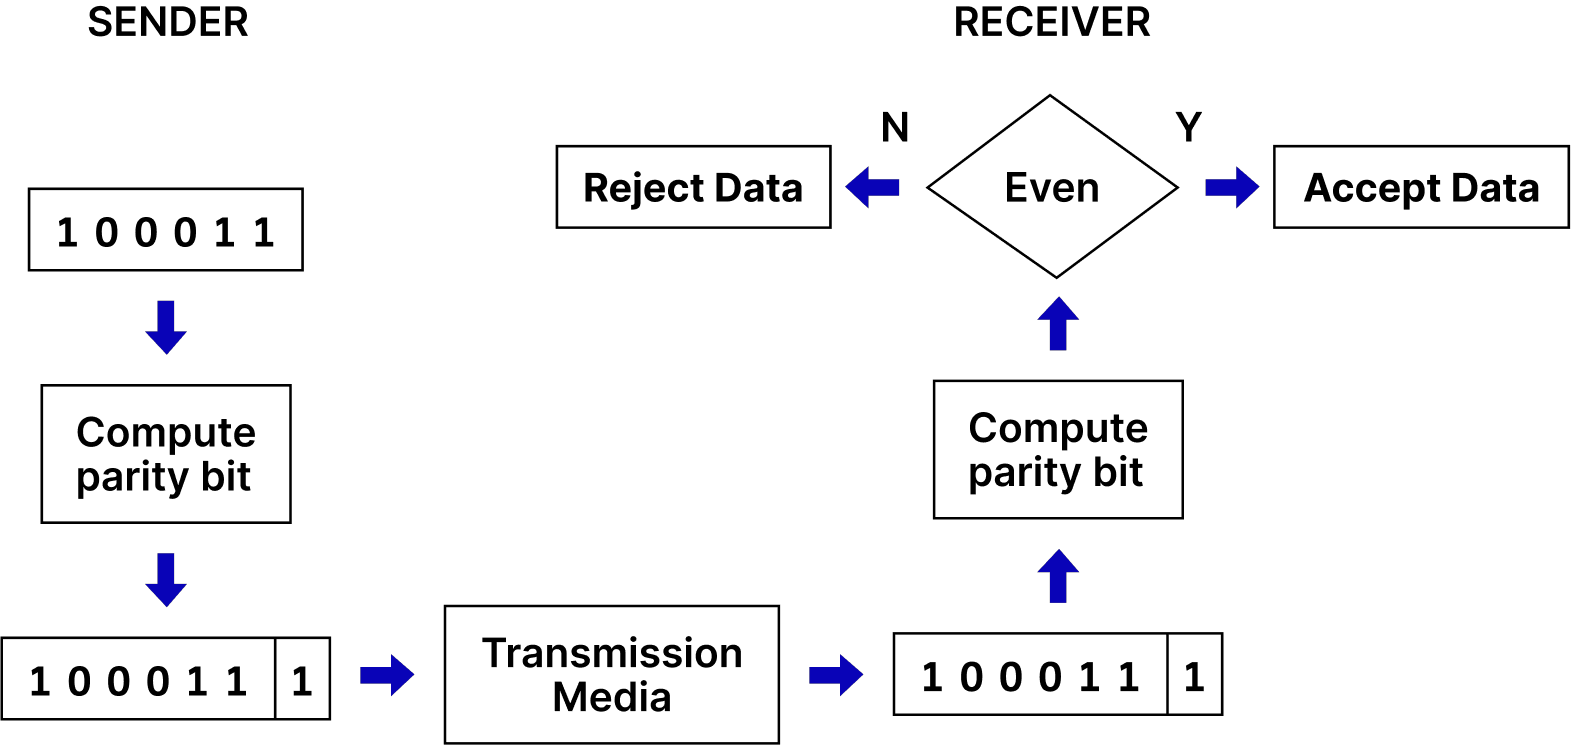 SENDER
RECEIVER
N
Y
Reject Data
Even
Accept Data
1 0 0 0 1 1
Compute
parity bit
Compute
parity bit
1 0 0 0 1 1 1
Transmission
Media
1 0 0 0 1 1 1